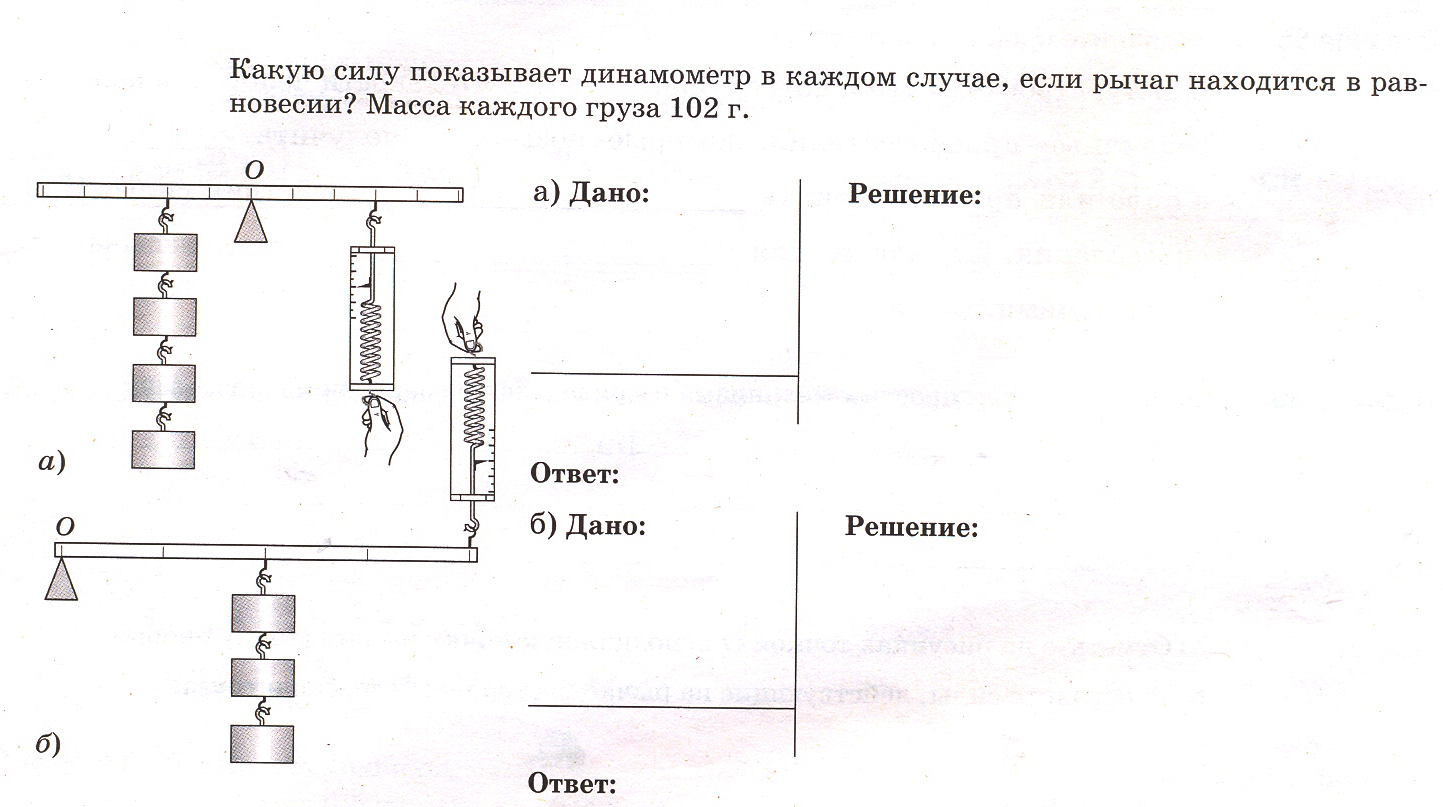 Какую силу показывает динамометр в каждом случае, если рычаг находится в рав-
новесии? Масса каждого груза 102 г.
О
а) Дано:
Решение:
а)
Ответ:
О
б) Дано:
Решение:
б)
Ответ: